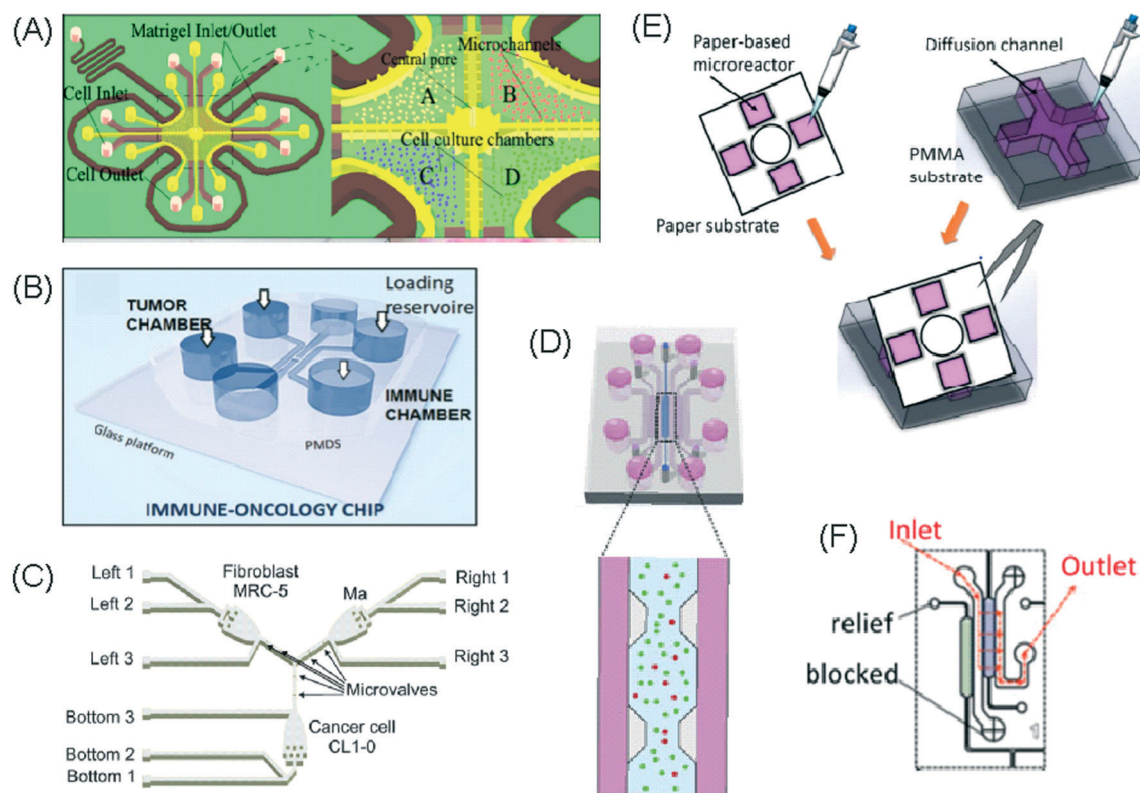 (A)
Matrigel Inlet/Outlet
Cell Inlet
Cell Outlet
Microchannels
Central pore
A
B
Cell culture chambers
C
D
(B)
TUMOR
CHAMBER
Loading
reservoire
IMMUNE
CHAMBER
Glass platform
PMDS
IMMUNE-ONCOLOGY CHIP
(C)
Left 1
Left 2
Left 3
Fibroblast
MRC-5
Ma
Right 1
Right 2
Right 3
Microvalves
Bottom 3
Cancer cell
CL1-0
Bottom 2
Bottom 1
(D)
(E)
Paper-based
microreactor
Diffusion channel
PMMA
substrate
Paper substrate
(F)
Inlet
Outlet
relief
blocked
1